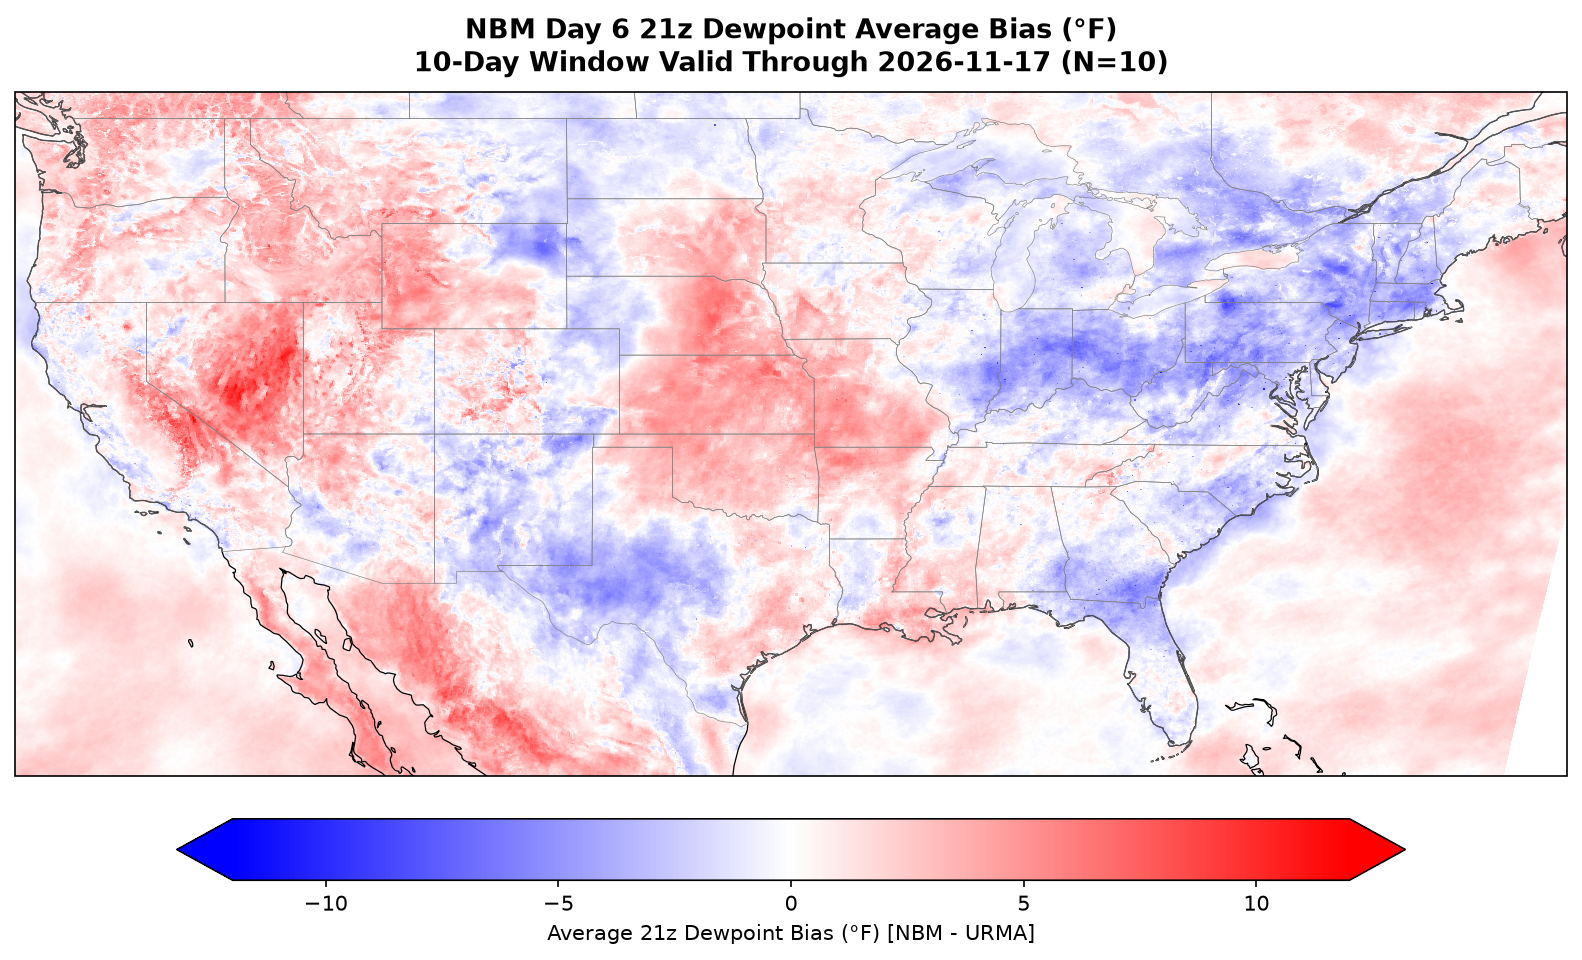 NBM Day 6 21z Dewpoint Average Bias (°F)
10-Day Window Valid Through 2026-11-17 (N=10)
−10 −5 0 5 10
Average 21z Dewpoint Bias (°F) [NBM - URMA]